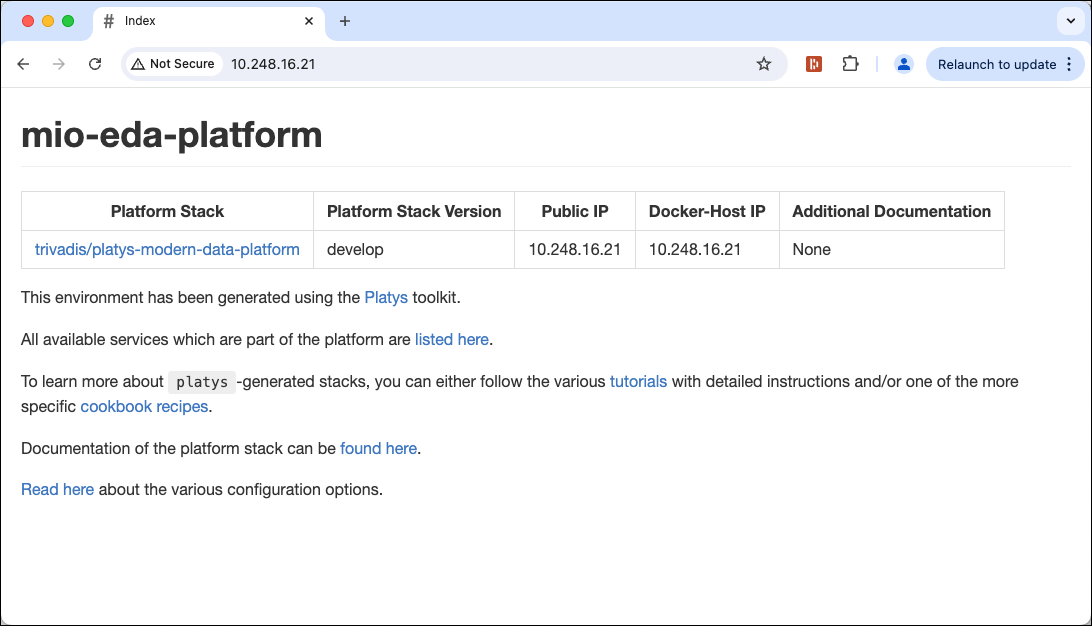 Index
Not Secure
10.248.16.21
Relaunch to update
mio-eda-platform
Platform Stack Platform Stack Version Public IP Docker-Host IP Additional Documentation
trivadis/platys-modern-data-platform develop 10.248.16.21 10.248.16.21 None
This environment has been generated using the Platys toolkit.
All available services which are part of the platform are listed here.
To learn more about platys -generated stacks, you can either follow the various tutorials with detailed instructions and/or one of the more
specific cookbook recipes.
Documentation of the platform stack can be found here.
Read here about the various configuration options.